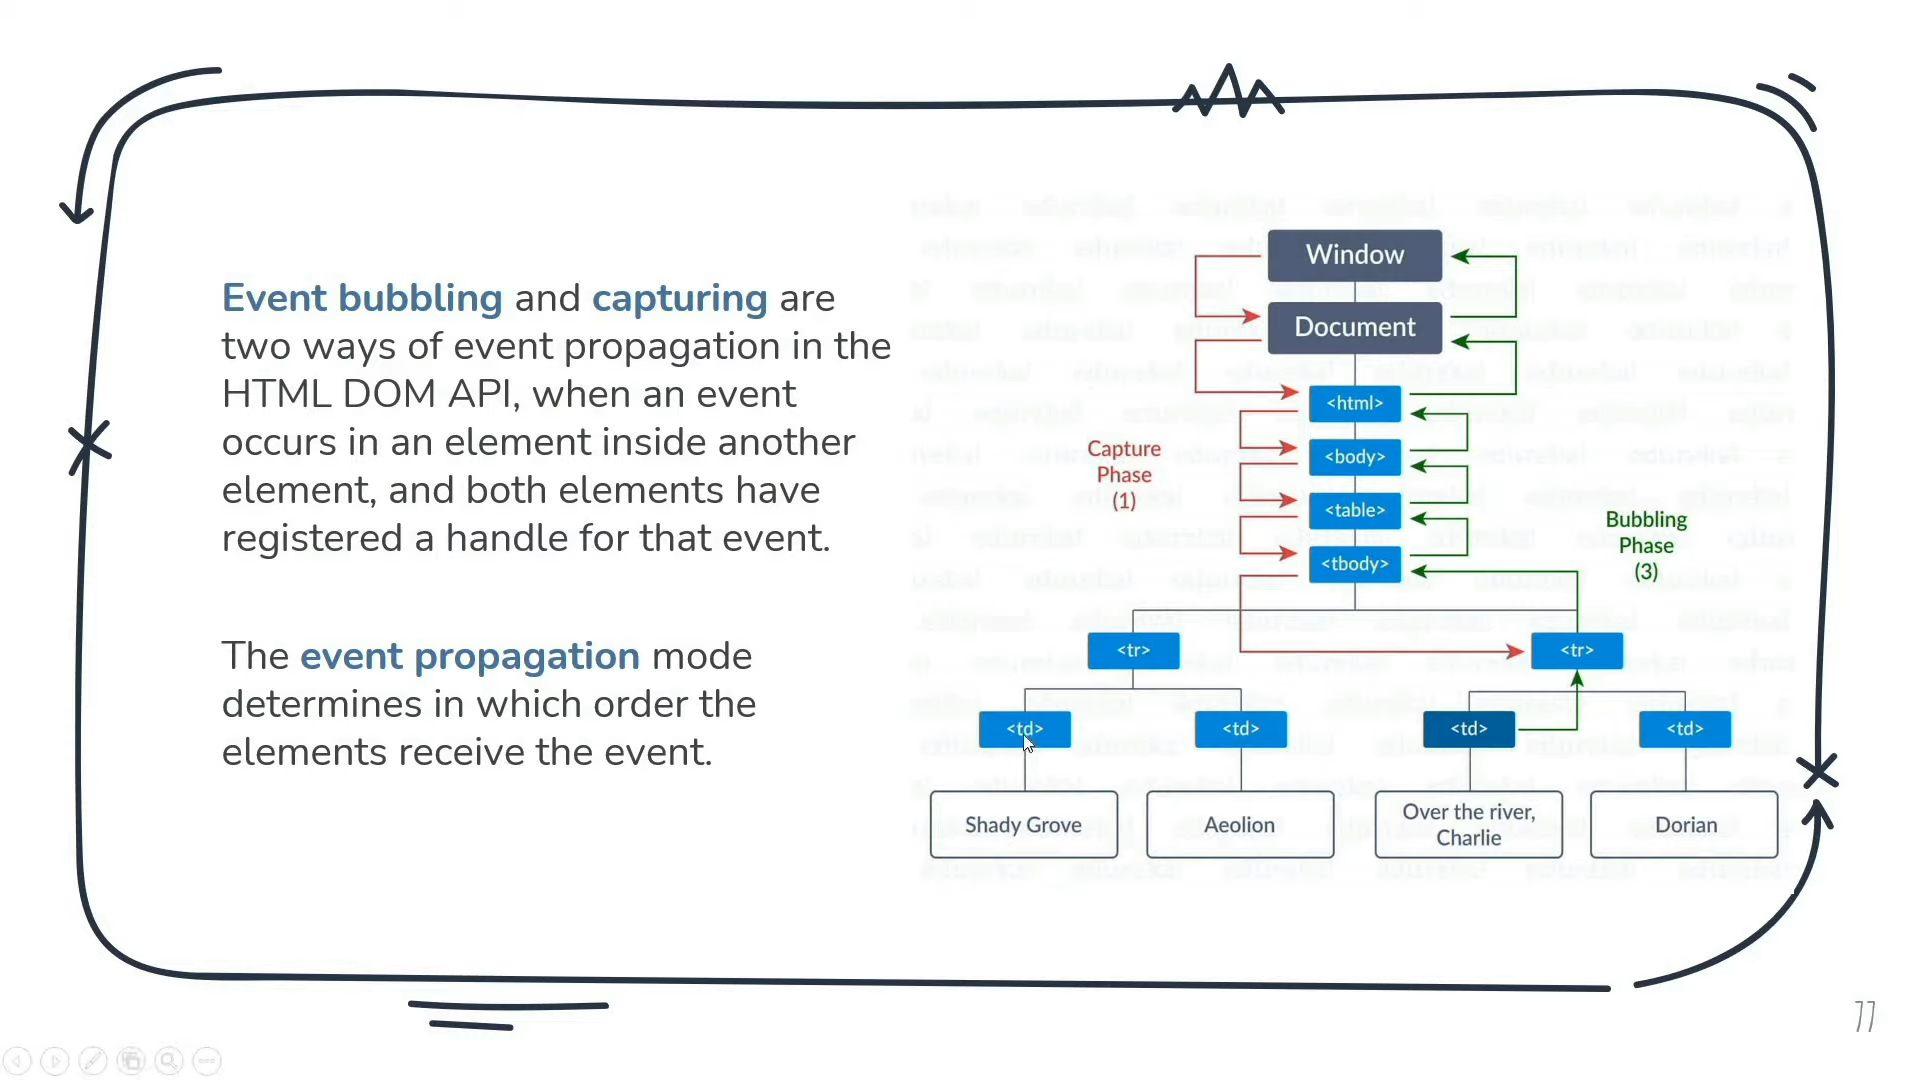 Event bubbling and capturing are
two ways of event propagation in the
HTML DOM API, when an event
occurs in an element inside another
element, and both elements have
registered a handle for that event.
The event propagation mode
determines in which order the
elements receive the event.
Window
Document
<html>
<body>
<table>
<tbody>
Capture
Phase
(1)
Bubbling
Phase
(3)
<tr>
<tr>
<td>
<td>
<td>
<td>
Shady Grove
Aeolion
Over the river,
Charlie
Dorian
11